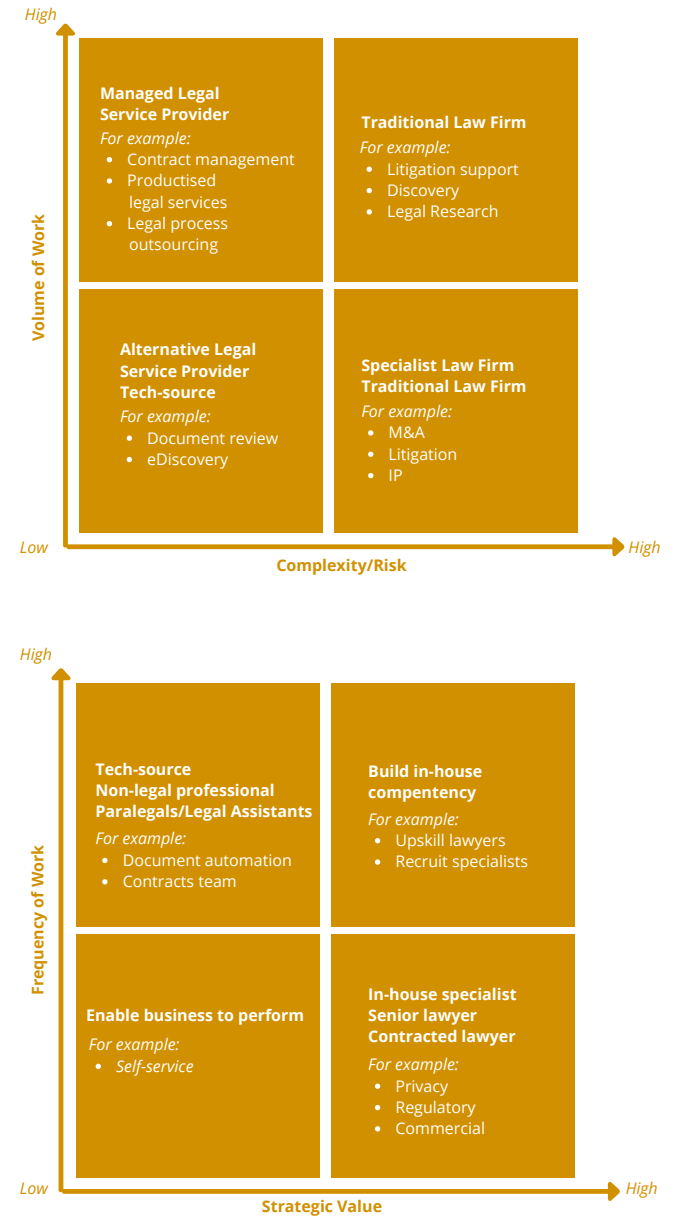 High
Managed Legal
Service Provider
For example:
• Contract management
• Productised
legal services
• Legal process
outsourcing
Traditional Law Firm
For example:
• Litigation support
• Discovery
• Legal Research
Volume of Work
Alternative Legal
Service Provider
Tech-source
For example:
• Document review
• eDiscovery
Specialist Law Firm
Traditional Law Firm
For example:
• M&A
• Litigation
• IP
Low
High
Complexity/Risk
High
Tech-source
Non-legal professional
Paralegals/Legal Assistants
For example:
• Document automation
• Contracts team
Build in-house
compentency
For example:
• Upskill lawyers
• Recruit specialists
Frequency of Work
Enable business to perform
For example:
• Self-service
In-house specialist
Senior lawyer
Contracted lawyer
For example:
• Privacy
• Regulatory
• Commercial
Low
High
Strategic Value